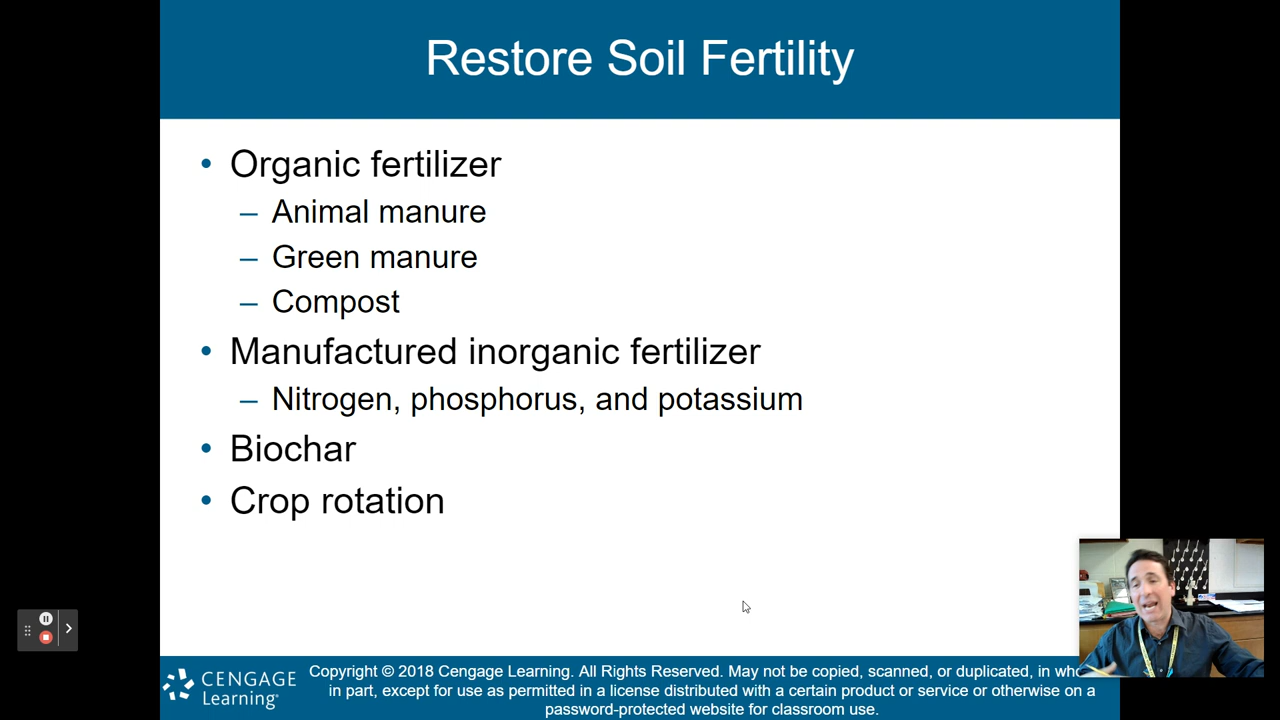 Restore Soil Fertility
• Organic fertilizer
– Animal manure
– Green manure
– Compost
• Manufactured inorganic fertilizer
– Nitrogen, phosphorus, and potassium
• Biochar
• Crop rotation
CENGAGE
Learning
Copyright © 2018 Cengage Learning. All Rights Reserved. May not be copied, scanned, or duplicated, in
in part, except for use as permitted in a license distributed with a certain product or service or otherwise on a
password-protected website for classroom use.